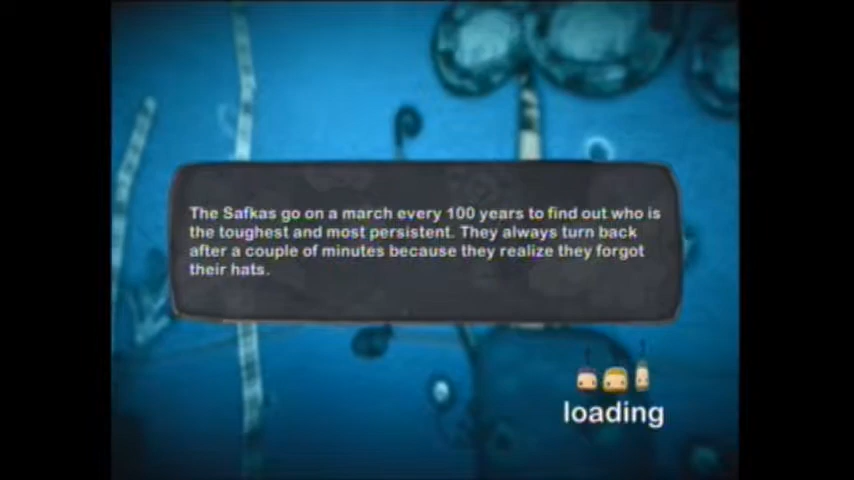 The Safkas go on a march every 100 years to find out who is
the toughest and most persistent. They always turn back
after a couple of minutes because they realize they forgot
their hats.
loading